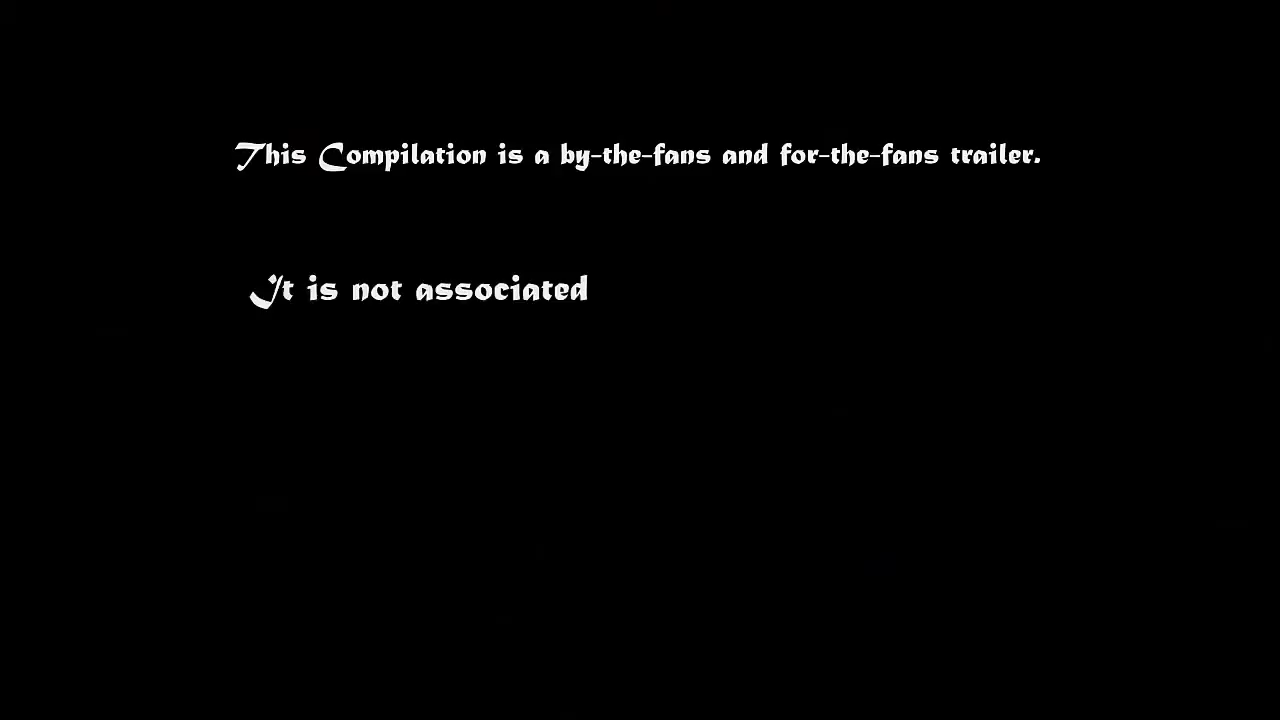 This Compilation is a by-the-fans and for-the-fans trailer.
It is not associated